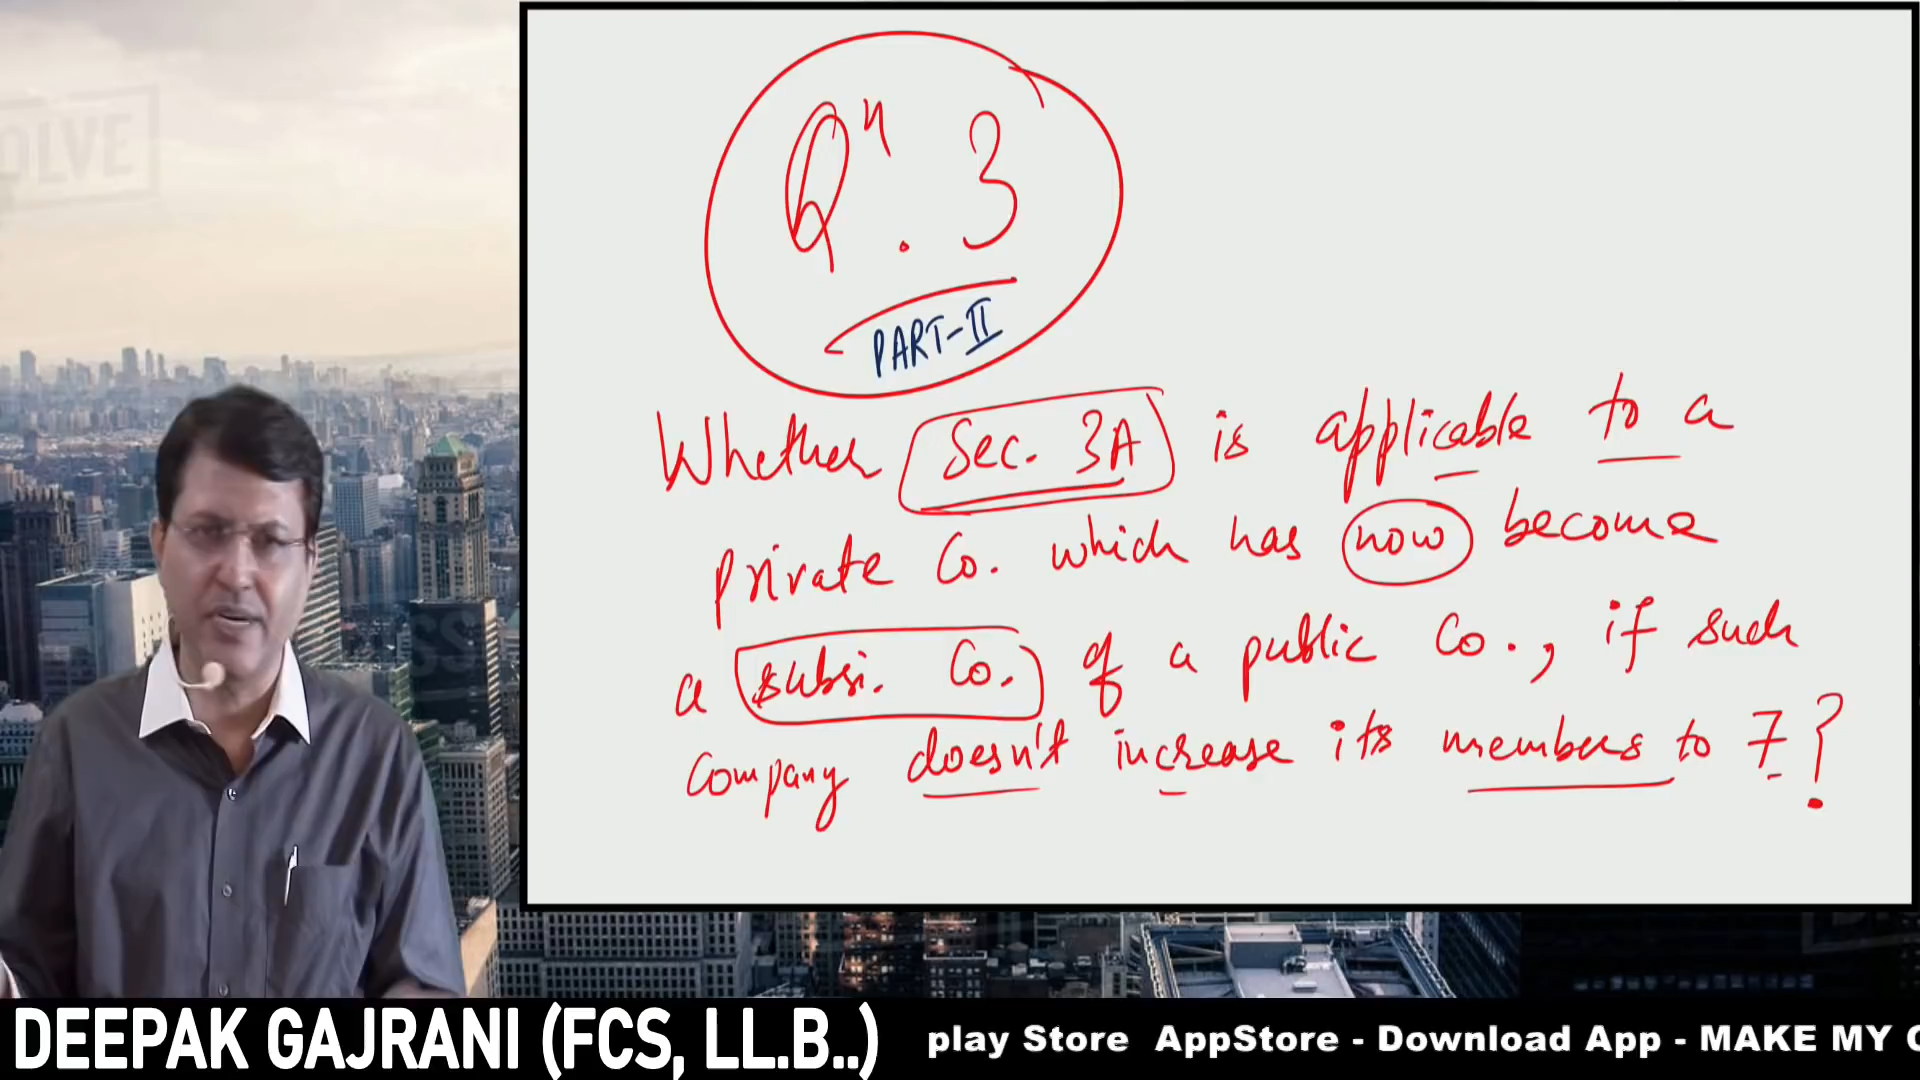 OLVE
Qⁿ. 3
PART-II
Whether Sec. 3A is applicable to a
private Co. which has now become
a subsi. Co. of a public Co., if such
company doesn't increase its members to 7?
DEEPAK GAJRANI (FCS, LL.B..)
play Store AppStore - Download App - MAKE MY C